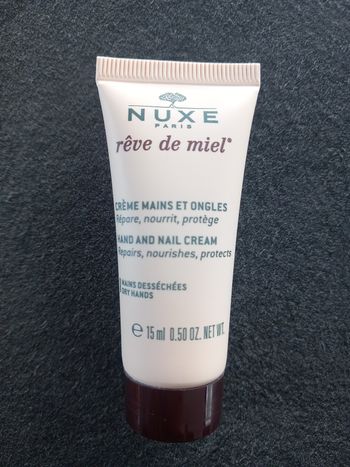 NUXE
PARIS
rêve de miel®
CRÈME MAINS ET ONGLES
Répare, nourrit, protège
HAND AND NAIL CREAM
Repairs, nourishes, protects
MAINS DESSÉCHÉES
DRY HANDS
℮ 15 ml 0.50 OZ. NET WT.